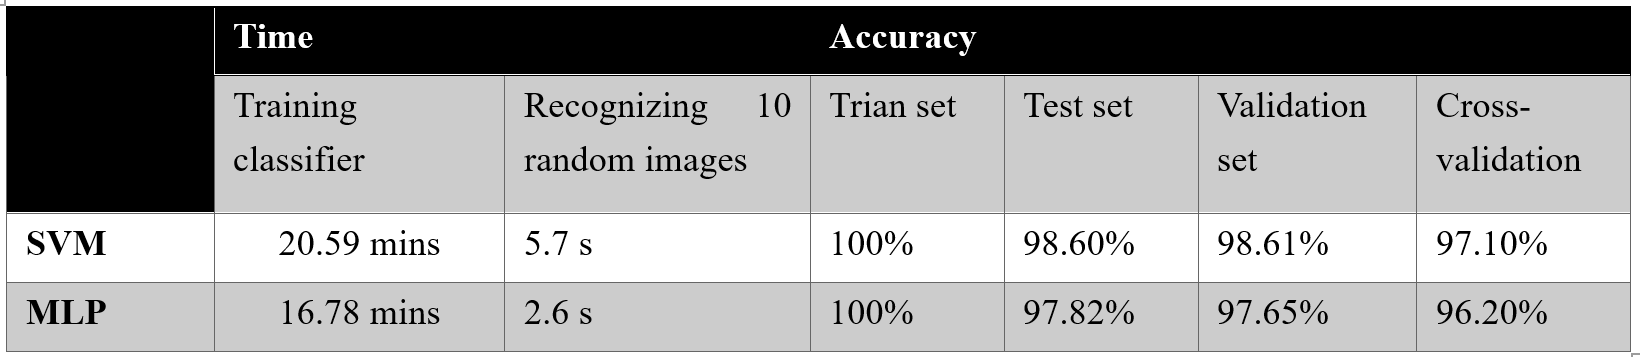 Time Accuracy
Training Recognizing 10 Trian set Test set Validation Cross-
classifier random images set validation
SVM 20.59 mins 5.7 s 100% 98.60% 98.61% 97.10%
MLP 16.78 mins 2.6 s 100% 97.82% 97.65% 96.20%